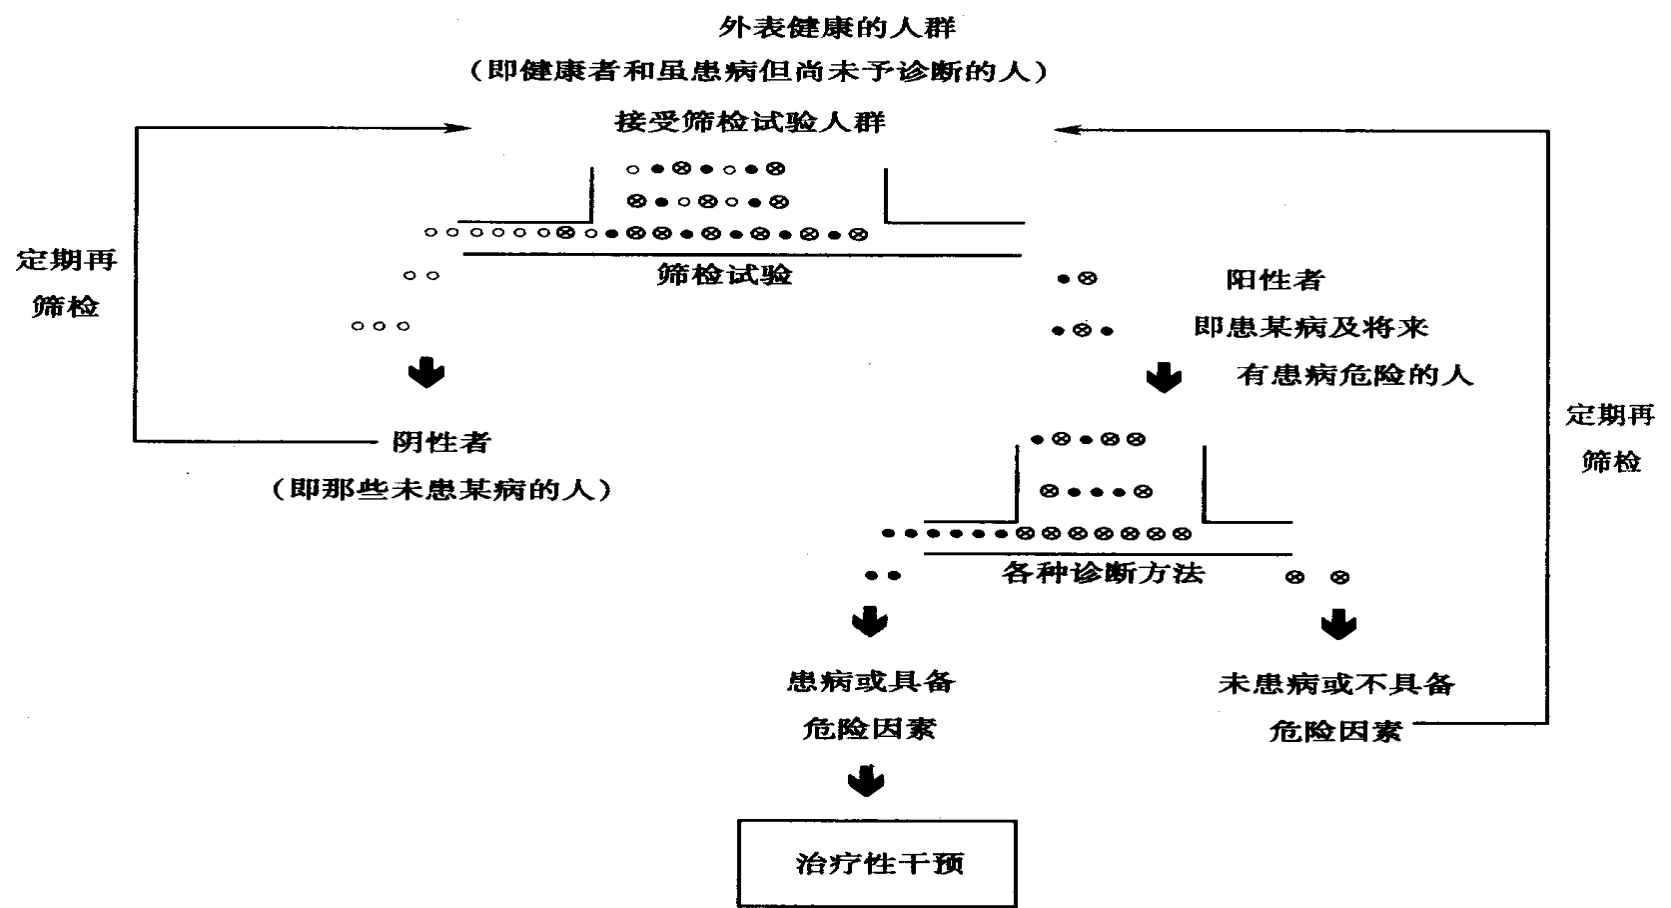 外表健康的人群
（即健康者和虽患病但尚未予诊断的人）
接受筛检试验人群
定期再
筛检
筛检试验
阳性者
即患某病及将来
有患病危险的人
阴性者
（即那些未患某病的人）
定期再
筛检
各种诊断方法
患病或具备
危险因素
未患病或不具备
危险因素
治疗性干预